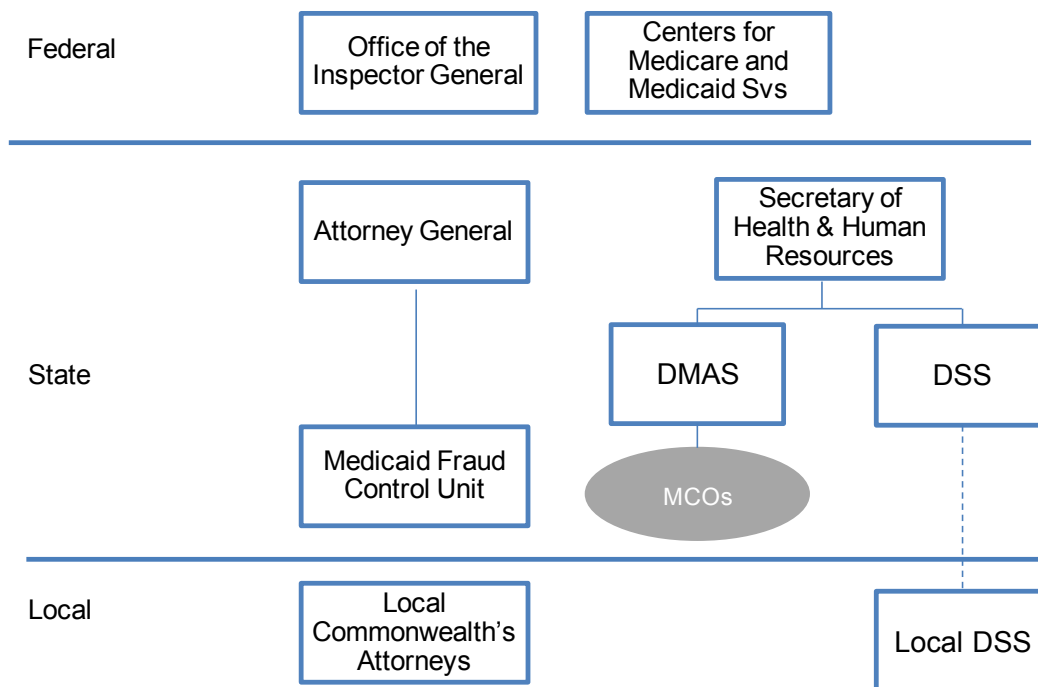 Federal
Office of the
Inspector General
Centers for
Medicare and
Medicaid Svs
State
Attorney General
Secretary of
Health & Human
Resources
DMAS
DSS
Medicaid Fraud
Control Unit
MCOs
Local
Local
Commonwealth’s
Attorneys
Local DSS